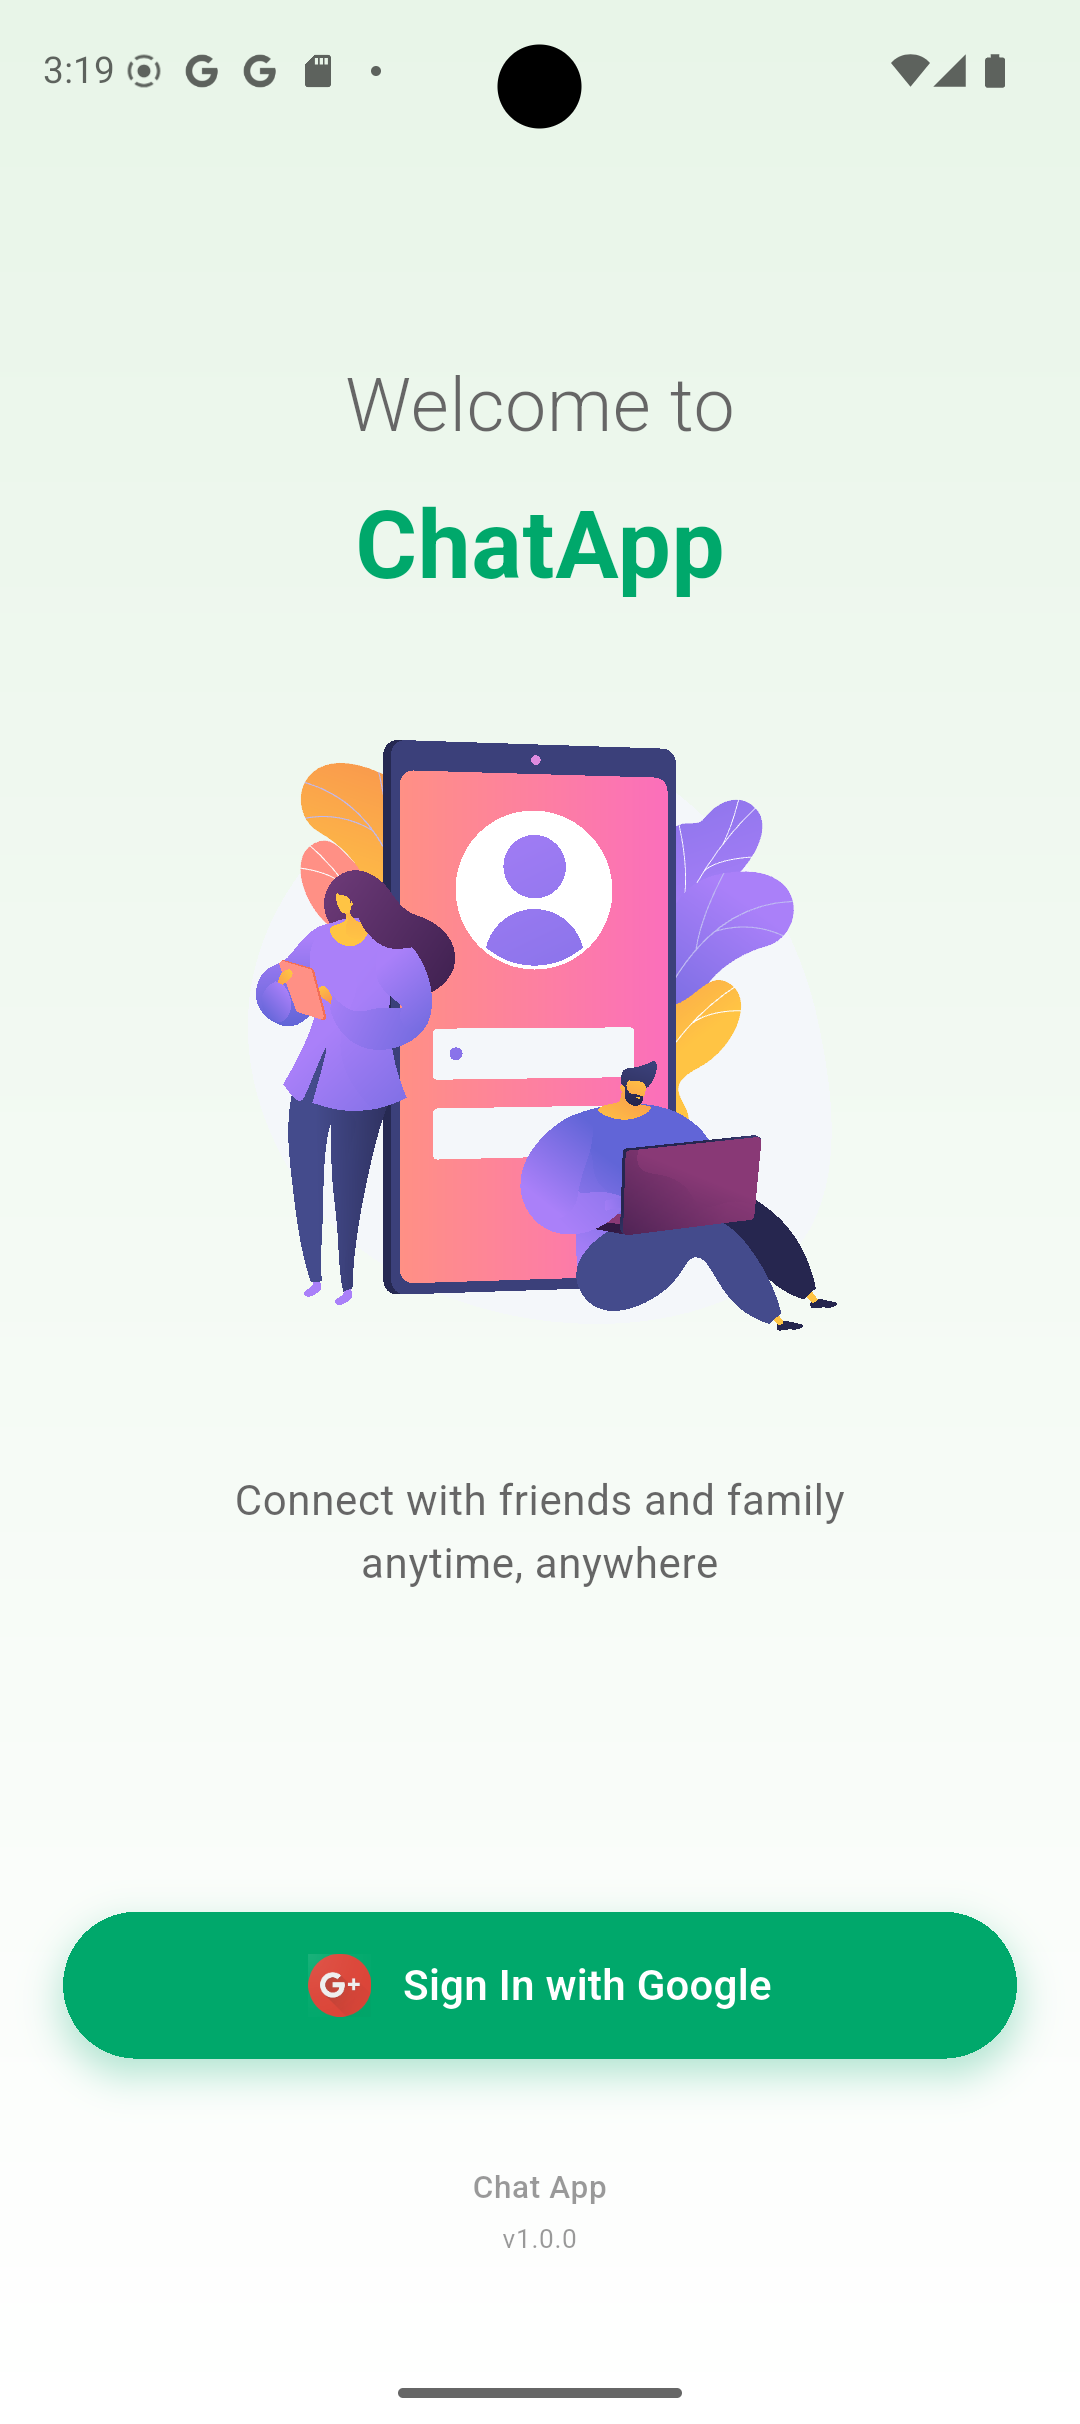 3:19
Welcome to
ChatApp
Connect with friends and family
anytime, anywhere
G+ Sign In with Google
Chat App
v1.0.0